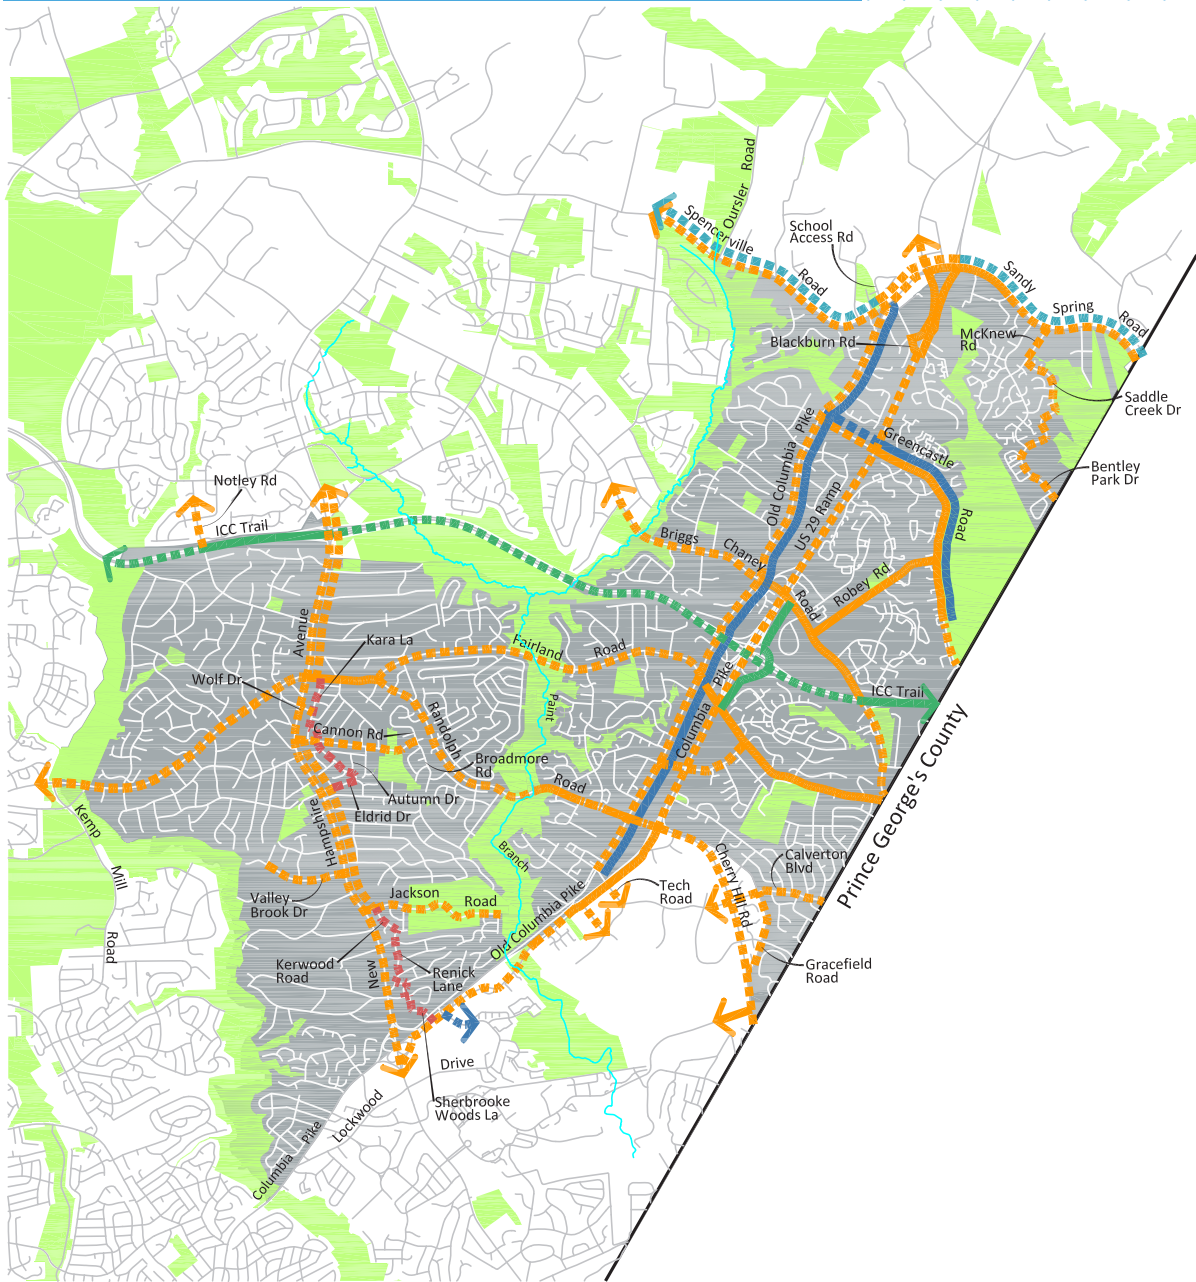 Oursler Road
Spencerville
Road
School
Access Rd
Sandy
Spring
Road
Blackburn Rd
McKnew
Rd
Saddle
Creek Dr
Bentley
Park Dr
Old Columbia Pike
Greencastle
Road
US 29 Ramp
Notley Rd
ICC Trail
Briggs
Chaney
Road
Robey Rd
Avenue
Kara La
Fairland
Road
Wolf Dr
Cannon Rd
Randolph
Paint
Columbia Pike
ICC Trail
Broadmore
Rd
Road
Autumn Dr
Eldrid Dr
Hampshire
Kemp
Mill
Road
Prince George's County
Branch
Cherry Hill Rd
Calverton
Blvd
Valley
Brook Dr
Jackson
Road
Old Columbia Pike
Tech
Road
Kerwood
Road
New
Renick
Lane
Gracefield
Road
Drive
Lockwood
Sherbrooke
Woods La
Columbia Pike